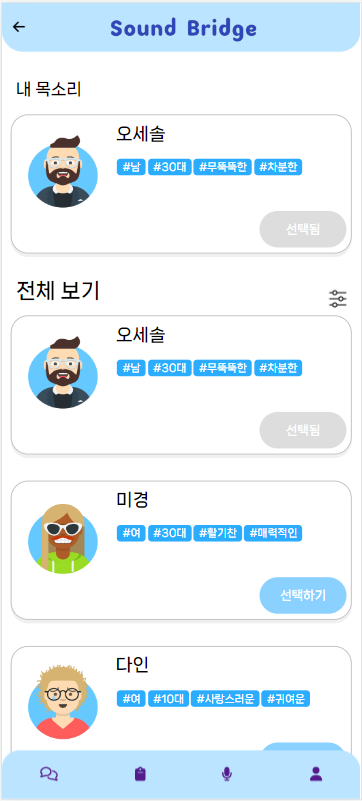 Sound Bridge
내 목소리
오세솔
#남 #30대 #무뚝뚝한 #차분한
선택됨
전체 보기
오세솔
#남 #30대 #무뚝뚝한 #차분한
선택됨
미경
#여 #30대 #활기찬 #매력적인
선택하기
다인
#여 #10대 #사랑스러운 #귀여운